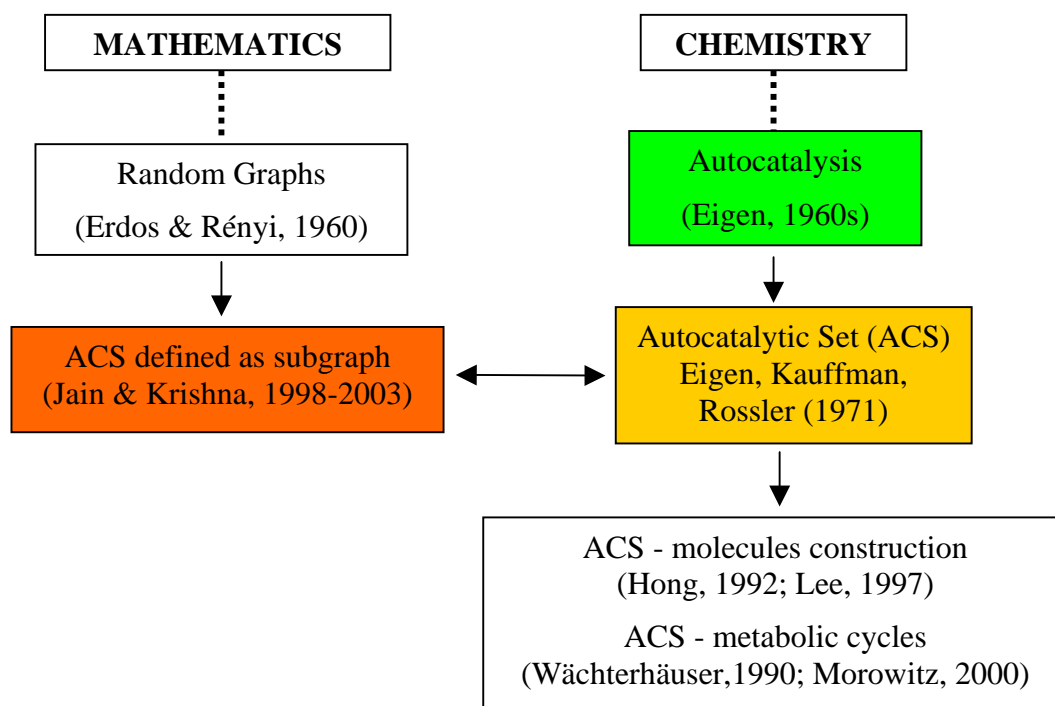 MATHEMATICS
CHEMISTRY
Random Graphs
(Erdos & Rényi, 1960)
Autocatalysis
(Eigen, 1960s)
ACS defined as subgraph
(Jain & Krishna, 1998-2003)
Autocatalytic Set (ACS)
Eigen, Kauffman,
Rossler (1971)
ACS - molecules construction
(Hong, 1992; Lee, 1997)
ACS - metabolic cycles
(Wächterhäuser,1990; Morowitz, 2000)